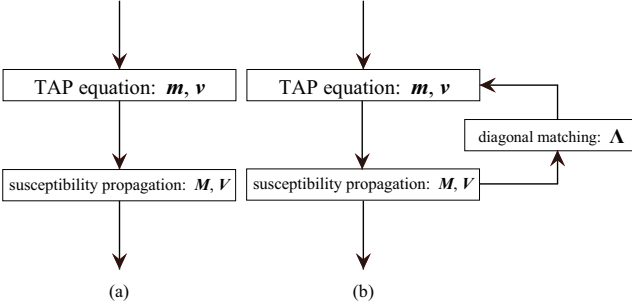 TAP equation: m, v
TAP equation: m, v
diagonal matching: Λ
susceptibility propagation: M, V
susceptibility propagation: M, V
(a)
(b)